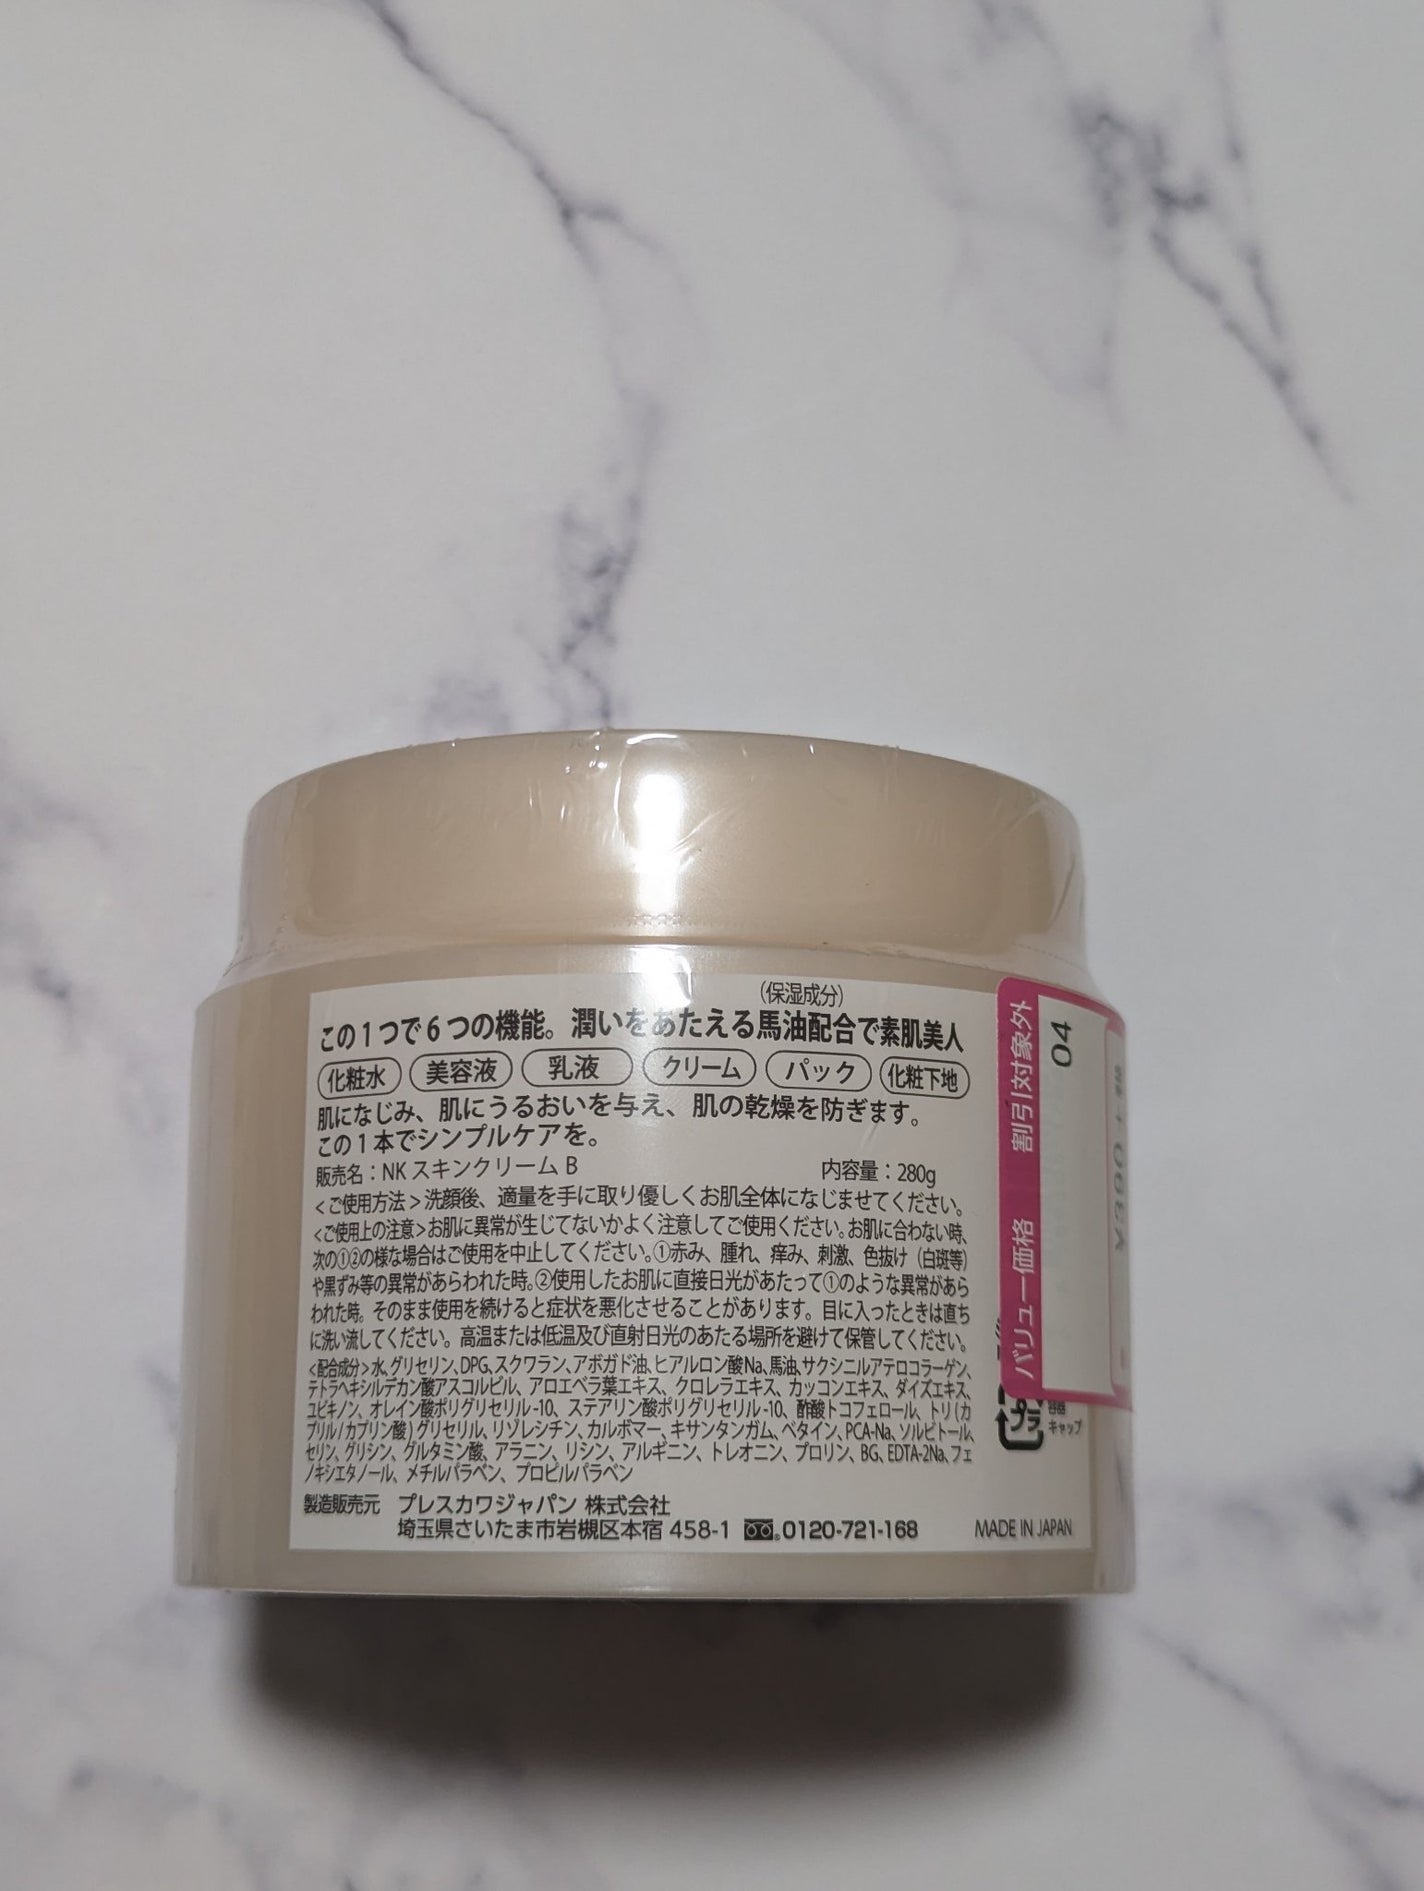 (保湿成分)
この1つで6つの機能。潤いをあたえる馬油配合で素肌美人
化粧水 美容液 乳液 クリーム パック 化粧下地
肌になじみ、肌にうるおいを与え、肌の乾燥を防ぎます。
この1本でシンプルケアを。
販売名：NK スキンクリーム B 内容量：280g
＜ご使用方法＞洗顔後、適量を手に取り優しくお肌全体になじませてください。
＜ご使用上の注意＞お肌に異常が生じてないかよく注意してご使用ください。お肌に合わない時、
次の①②の様な場合はご使用を中止してください。①赤み、腫れ、痒み、刺激、色抜け（白斑等）
や黒ずみ等の異常があらわれた時。②使用したお肌に直接日光があたって①のような異常があら
われた時。そのまま使用を続けると症状を悪化させることがあります。目に入ったときは直ち
に洗い流してください。高温または低温及び直射日光のあたる場所を避けて保管してください。
＜配合成分＞水、グリセリン、DPG、スクワラン、アボガド油、ヒアルロン酸Na、馬油、サクシニルアテロコラーゲン、
テトラヘキシルデカン酸アスコルビル、アロエベラ葉エキス、クロレラエキス、カッコンエキス、ダイズエキス、
ユビキノン、オレイン酸ポリグリセリル-10、ステアリン酸ポリグリセリル-10、酢酸トコフェロール、トリ(カ
プリル/カプリン酸)グリセリル、リゾレシチン、カルボマー、キサンタンガム、ベタイン、PCA-Na、ソルビトール、
セリン、グリシン、グルタミン酸、アラニン、リシン、アルギニン、トレオニン、プロリン、BG、EDTA-2Na、フェ
ノキシエタノール、メチルパラベン、プロピルパラベン
製造販売元 プレスカワジャパン 株式会社
埼玉県さいたま市岩槻区本宿 458-1 0120-721-168 MADE IN JAPAN
バリュー価格 割引対象外
04
プラ
容器
キャップ